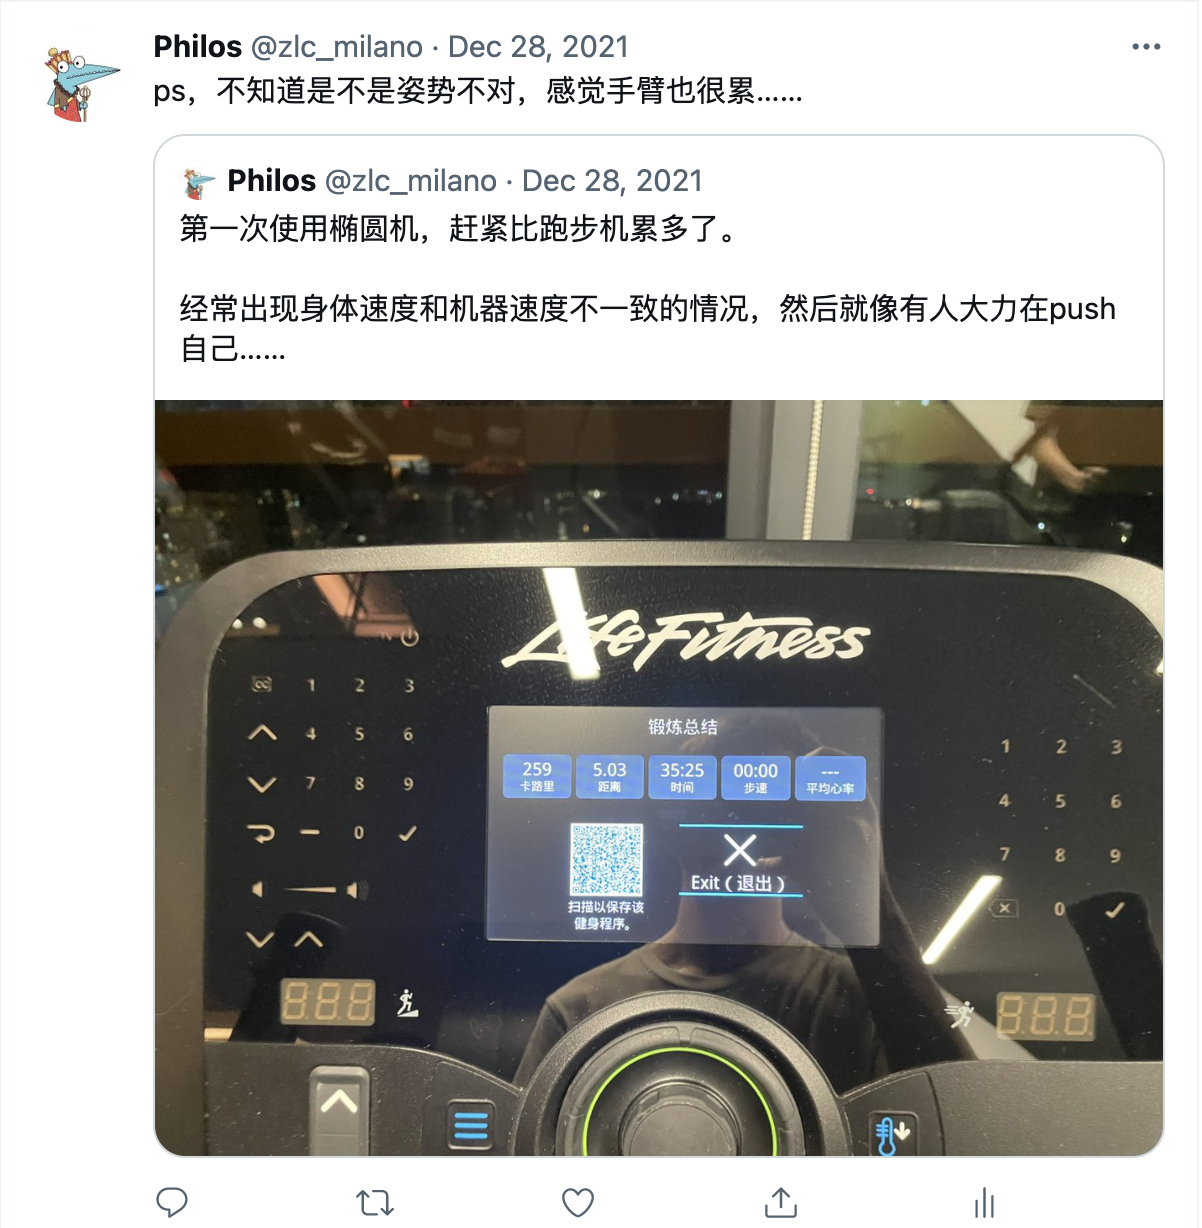 Philos @zlc_milano · Dec 28, 2021
ps，不知道是不是姿势不对，感觉手臂也很累......
Philos @zlc_milano · Dec 28, 2021
第一次使用椭圆机，赶紧比跑步机累多了。
经常出现身体速度和机器速度不一致的情况，然后就像有人大力在push
自己......
LifeFitness
锻炼总结
259 5.03 35:25 00:00 ---
卡路里 距离 时间 步速 平均心率
Exit（退出）
扫描以保存该
健身程序。
1 2 3
4 5 6
7 8 9
0
1 2 3
4 5 6
7 8 9
0
888
888